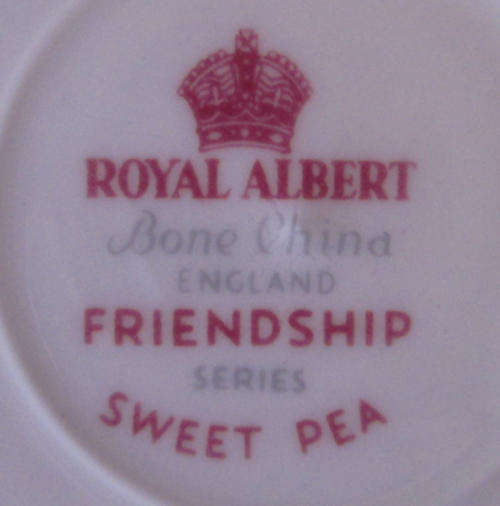 ROYAL ALBERT
Bone China
ENGLAND
FRIENDSHIP
SERIES
SWEET PEA